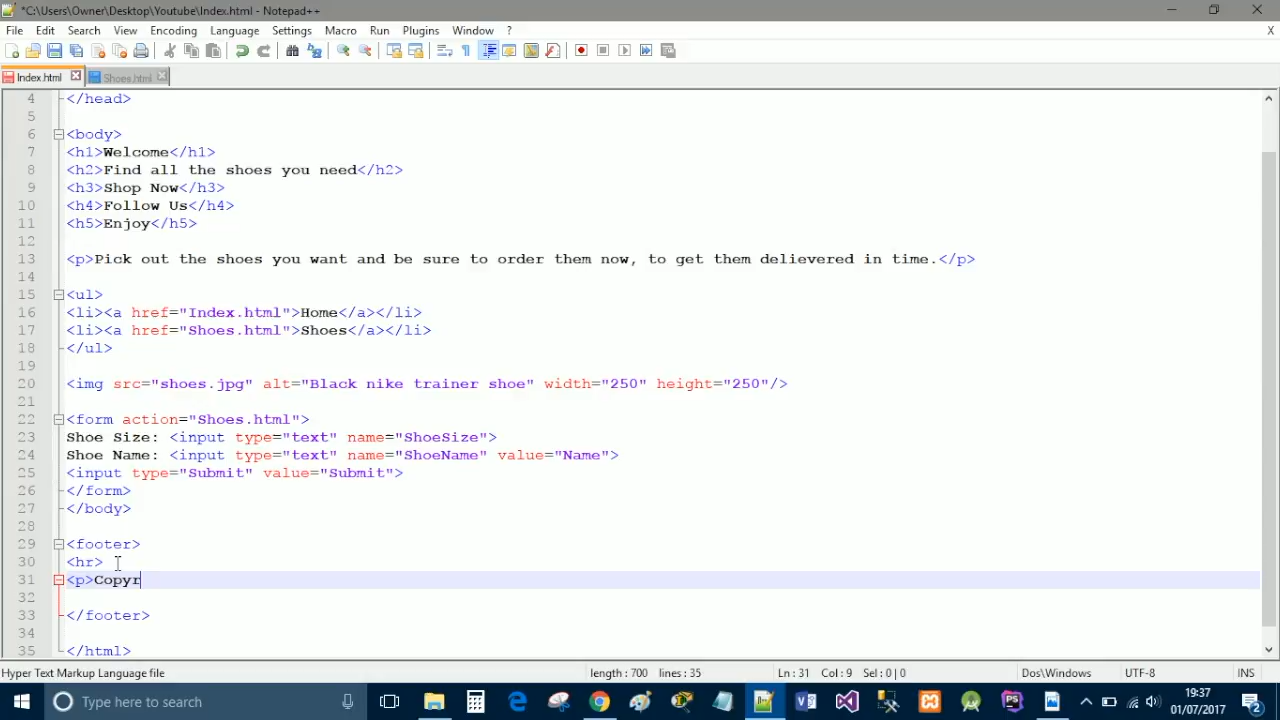 *C:\Users\Owner\Desktop\Youtube\Index.html - Notepad++
File Edit Search View Encoding Language Settings Macro Run Plugins Window ? X
Index.html Shoes.html
4 </head>
5
6 <body>
7 <h1>Welcome</h1>
8 <h2>Find all the shoes you need</h2>
9 <h3>Shop Now</h3>
10 <h4>Follow Us</h4>
11 <h5>Enjoy</h5>
12
13 <p>Pick out the shoes you want and be sure to order them now, to get them delievered in time.</p>
14
15 <ul>
16 <li><a href="Index.html">Home</a></li>
17 <li><a href="Shoes.html">Shoes</a></li>
18 </ul>
19
20 <img src="shoes.jpg" alt="Black nike trainer shoe" width="250" height="250"/>
21
22 <form action="Shoes.html">
23 Shoe Size: <input type="text" name="ShoeSize">
24 Shoe Name: <input type="text" name="ShoeName" value="Name">
25 <input type="Submit" value="Submit">
26 </form>
27 </body>
28
29 <footer>
30 <hr>
31 <p>Copyr
32
33 </footer>
34
35 </html>
Hyper Text Markup Language file length : 700 lines : 35 Ln : 31 Col : 9 Sel : 0 | 0 Dos\Windows UTF-8 INS
Type here to search
19:37
01/07/2017
2